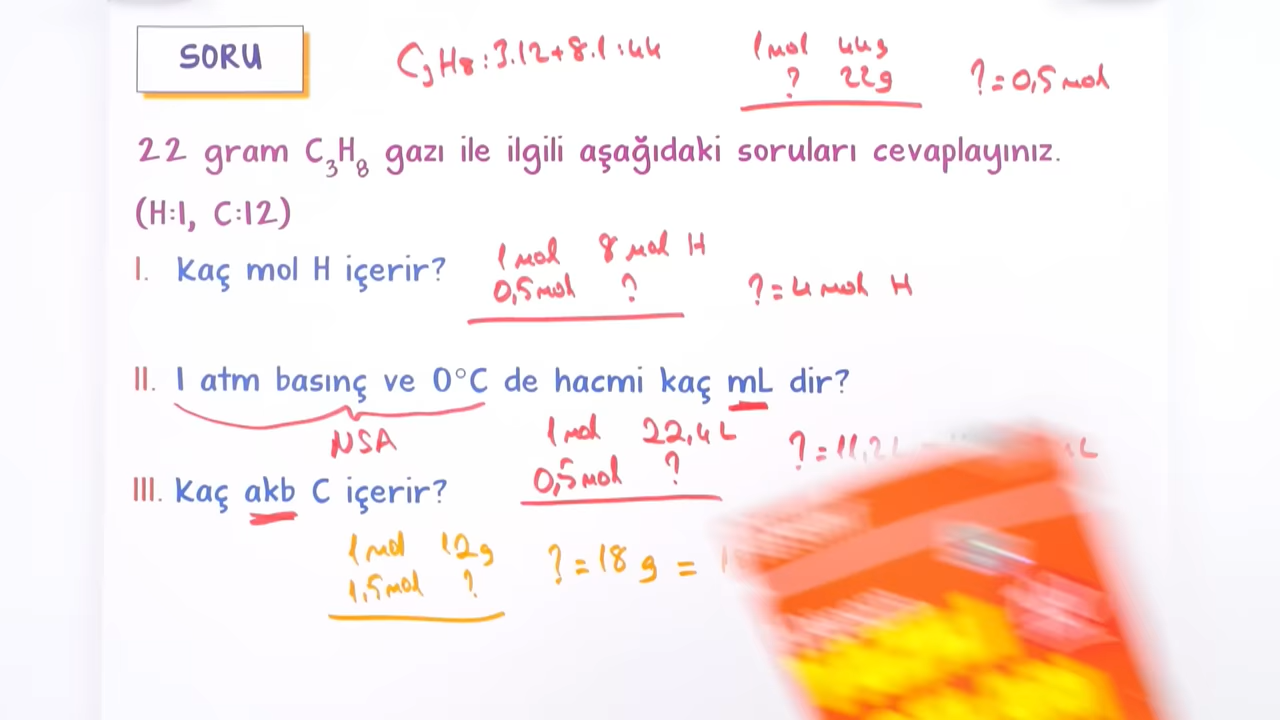 SORU
C₃H₈ : 3.12 + 8.1 : 44
1 mol 44g
? 22g
? = 0,5 mol
22 gram C₃H₈ gazı ile ilgili aşağıdaki soruları cevaplayınız.
(H:1, C:12)
I. Kaç mol H içerir?
1 mol 8 mol H
0,5 mol ?
? = 4 mol H
II. 1 atm basınç ve 0°C de hacmi kaç mL dir?
NSA
1 mol 22,4 L
0,5 mol ?
? = 11,2 L
III. Kaç akb C içerir?
1 mol 12g
1,5 mol ?
? = 18 g =